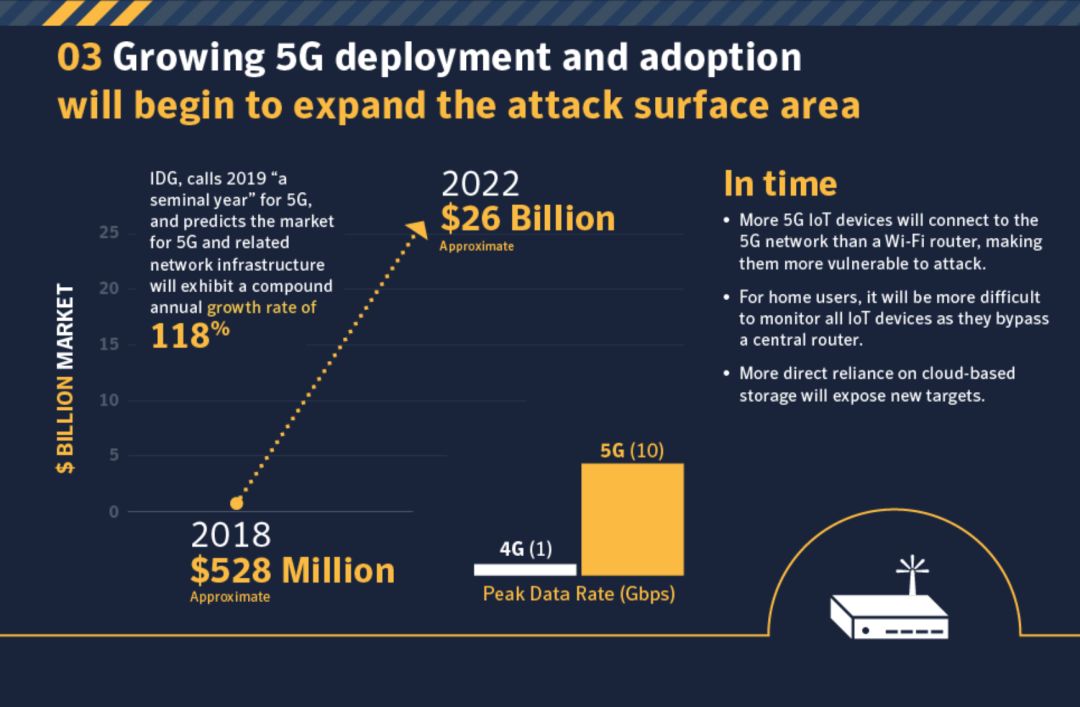 03 Growing 5G deployment and adoption
will begin to expand the attack surface area
IDG, calls 2019 “a
seminal year” for 5G,
and predicts the market
for 5G and related
network infrastructure
will exhibit a compound
annual growth rate of
118%
$ BILLION MARKET
25
20
15
10
5
0
2022
$26 Billion
Approximate
2018
$528 Million
Approximate
4G (1)
5G (10)
Peak Data Rate (Gbps)
In time
• More 5G IoT devices will connect to the
5G network than a Wi-Fi router, making
them more vulnerable to attack.
• For home users, it will be more difficult
to monitor all IoT devices as they bypass
a central router.
• More direct reliance on cloud-based
storage will expose new targets.